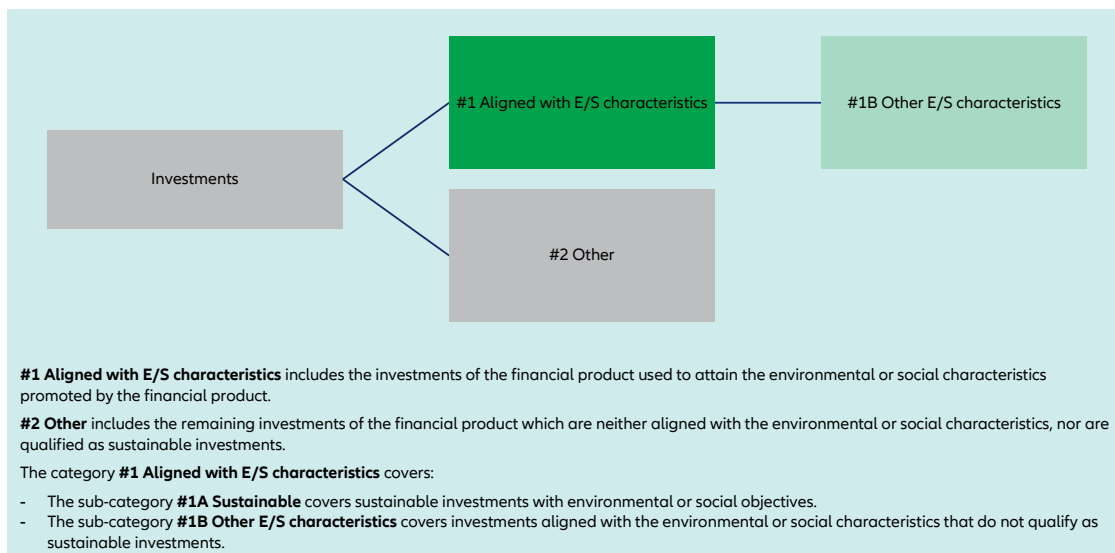 #1 Aligned with E/S characteristics
#1B Other E/S characteristics
Investments
#2 Other
#1 Aligned with E/S characteristics includes the investments of the financial product used to attain the environmental or social characteristics
promoted by the financial product.
#2 Other includes the remaining investments of the financial product which are neither aligned with the environmental or social characteristics, nor are
qualified as sustainable investments.
The category #1 Aligned with E/S characteristics covers:
- The sub-category #1A Sustainable covers sustainable investments with environmental or social objectives.
- The sub-category #1B Other E/S characteristics covers investments aligned with the environmental or social characteristics that do not qualify as
sustainable investments.